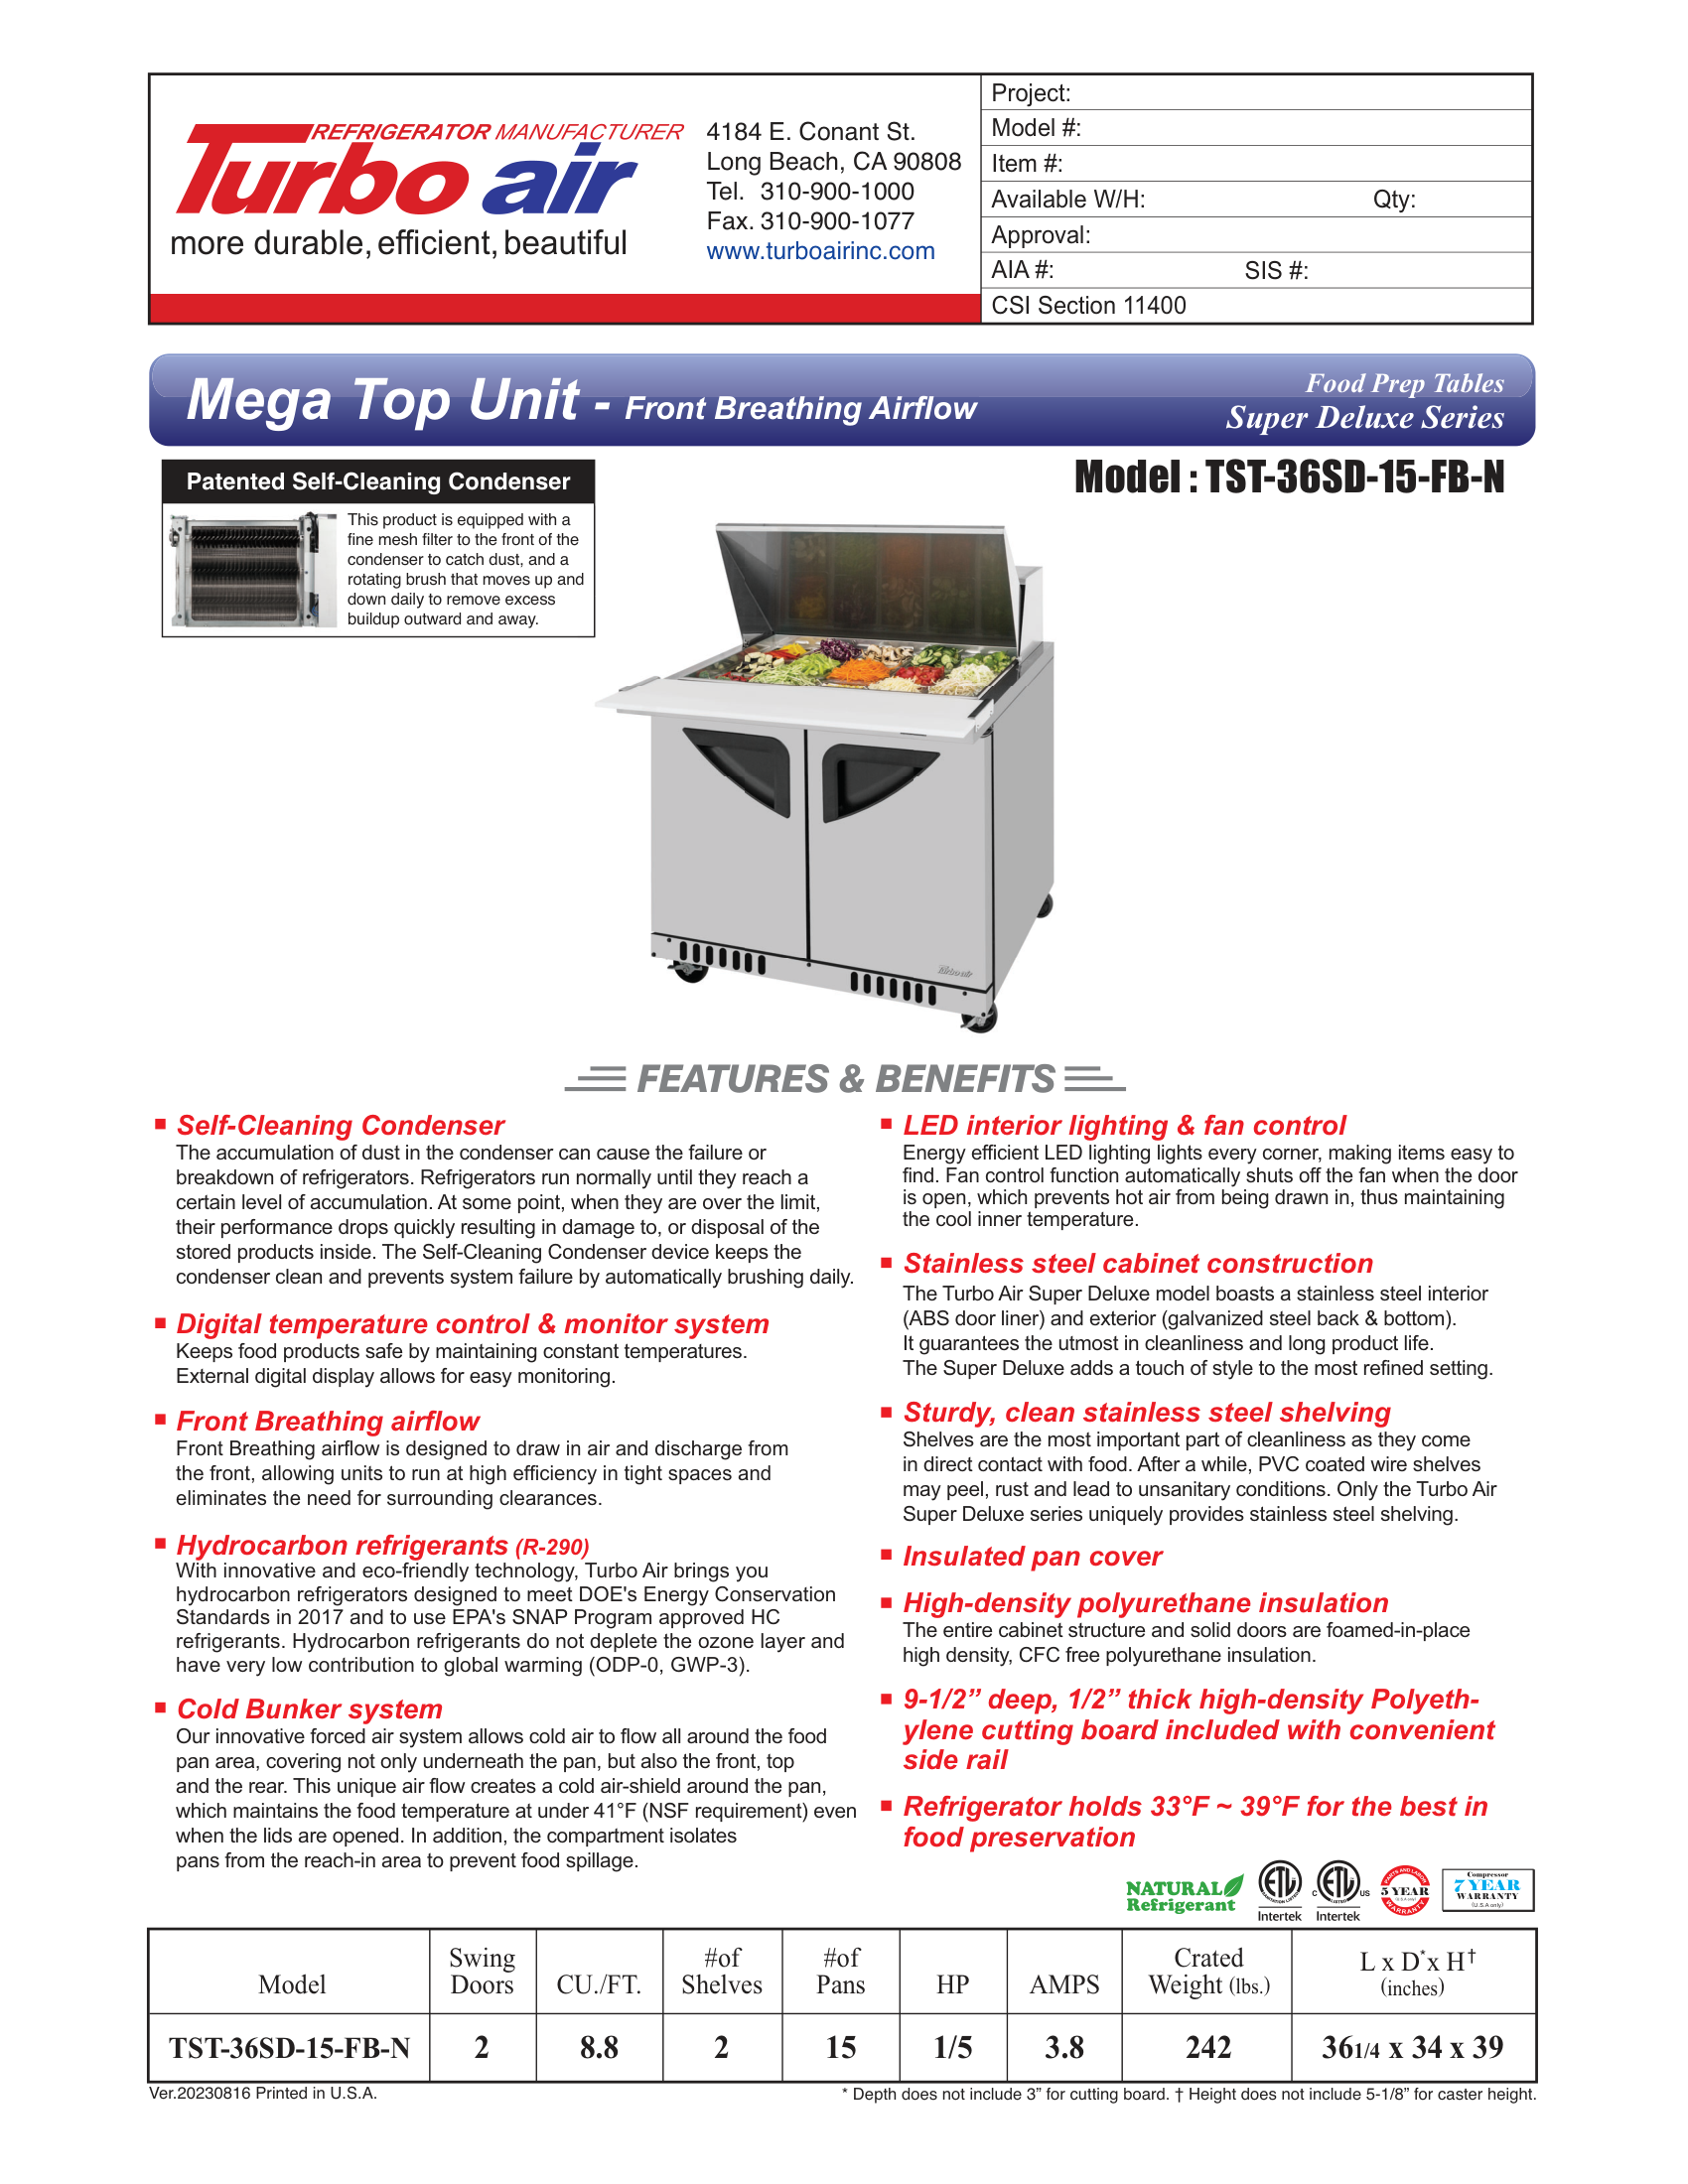 REFRIGERATOR MANUFACTURER
Turbo air
more durable, efficient, beautiful
4184 E. Conant St.
Long Beach, CA 90808
Tel. 310-900-1000
Fax. 310-900-1077
www.turboairinc.com
Project:
Model #:
Item #:
Available W/H: Qty:
Approval:
AIA #: SIS #:
CSI Section 11400
Mega Top Unit - Front Breathing Airflow
Food Prep Tables
Super Deluxe Series
Patented Self-Cleaning Condenser
This product is equipped with a
fine mesh filter to the front of the
condenser to catch dust, and a
rotating brush that moves up and
down daily to remove excess
buildup outward and away.
Model : TST-36SD-15-FB-N
Turbo air
FEATURES & BENEFITS
Self-Cleaning Condenser
The accumulation of dust in the condenser can cause the failure or
breakdown of refrigerators. Refrigerators run normally until they reach a
certain level of accumulation. At some point, when they are over the limit,
their performance drops quickly resulting in damage to, or disposal of the
stored products inside. The Self-Cleaning Condenser device keeps the
condenser clean and prevents system failure by automatically brushing daily.
Digital temperature control & monitor system
Keeps food products safe by maintaining constant temperatures.
External digital display allows for easy monitoring.
Front Breathing airflow
Front Breathing airflow is designed to draw in air and discharge from
the front, allowing units to run at high efficiency in tight spaces and
eliminates the need for surrounding clearances.
Hydrocarbon refrigerants (R-290)
With innovative and eco-friendly technology, Turbo Air brings you
hydrocarbon refrigerators designed to meet DOE's Energy Conservation
Standards in 2017 and to use EPA's SNAP Program approved HC
refrigerants. Hydrocarbon refrigerants do not deplete the ozone layer and
have very low contribution to global warming (ODP-0, GWP-3).
Cold Bunker system
Our innovative forced air system allows cold air to flow all around the food
pan area, covering not only underneath the pan, but also the front, top
and the rear. This unique air flow creates a cold air-shield around the pan,
which maintains the food temperature at under 41°F (NSF requirement) even
when the lids are opened. In addition, the compartment isolates
pans from the reach-in area to prevent food spillage.
LED interior lighting & fan control
Energy efficient LED lighting lights every corner, making items easy to
find. Fan control function automatically shuts off the fan when the door
is open, which prevents hot air from being drawn in, thus maintaining
the cool inner temperature.
Stainless steel cabinet construction
The Turbo Air Super Deluxe model boasts a stainless steel interior
(ABS door liner) and exterior (galvanized steel back & bottom).
It guarantees the utmost in cleanliness and long product life.
The Super Deluxe adds a touch of style to the most refined setting.
Sturdy, clean stainless steel shelving
Shelves are the most important part of cleanliness as they come
in direct contact with food. After a while, PVC coated wire shelves
may peel, rust and lead to unsanitary conditions. Only the Turbo Air
Super Deluxe series uniquely provides stainless steel shelving.
Insulated pan cover
High-density polyurethane insulation
The entire cabinet structure and solid doors are foamed-in-place
high density, CFC free polyurethane insulation.
9-1/2” deep, 1/2” thick high-density Polyeth-
ylene cutting board included with convenient
side rail
Refrigerator holds 33°F ~ 39°F for the best in
food preservation
NATURAL
Refrigerant
ETL
SANITATION LISTED
Intertek
C ETL US
LISTED
Intertek
PARTS AND LABOR
5 YEAR
(U.S.A only)
WARRANTY
Compressor
7 YEAR
WARRANTY
(U.S.A only)
Model Swing Doors CU./FT. #of Shelves #of Pans HP AMPS Crated Weight (lbs.) L x D* x H† (inches)
TST-36SD-15-FB-N 2 8.8 2 15 1/5 3.8 242 361/4 x 34 x 39
Ver.20230816 Printed in U.S.A.
* Depth does not include 3” for cutting board. † Height does not include 5-1/8” for caster height.